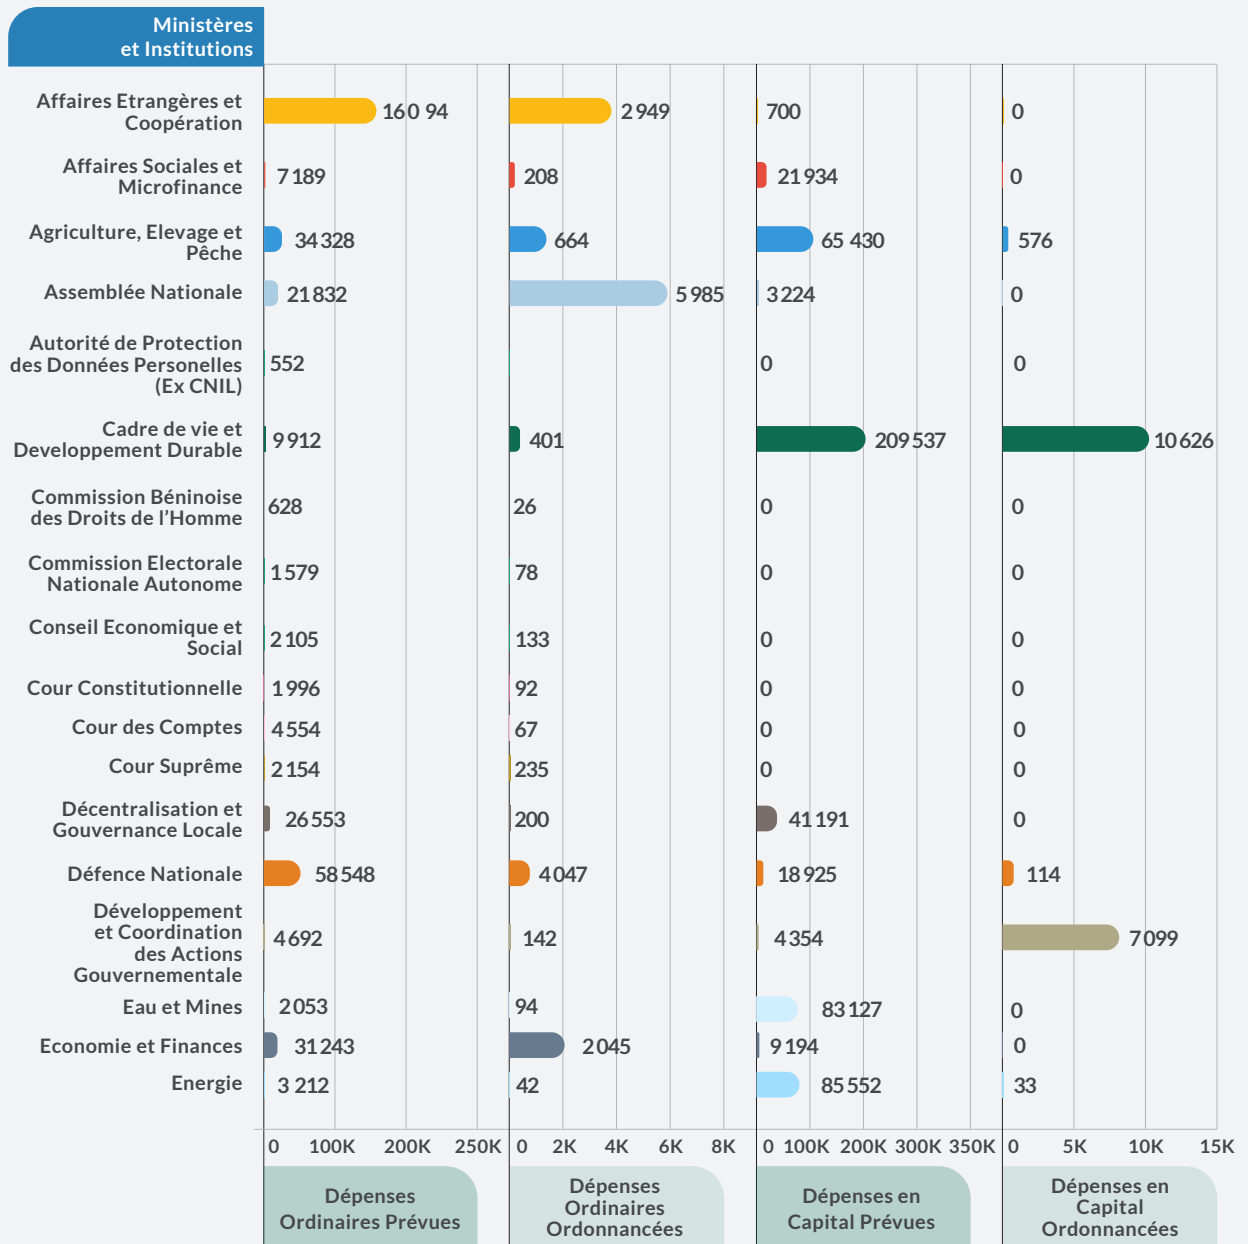 Ministères
et Institutions
Affaires Etrangères et
Coopération
160 94
2 949
700
0
Affaires Sociales et
Microfinance
7 189
208
21 934
0
Agriculture, Elevage et
Pêche
34 328
664
65 430
576
Assemblée Nationale
21 832
5 985
3 224
0
Autorité de Protection
des Données Personelles
(Ex CNIL)
552
0
0
Cadre de vie et
Developpement Durable
9 912
401
209 537
10 626
Commission Béninoise
des Droits de l'Homme
628
26
0
0
Commission Electorale
Nationale Autonome
1 579
78
0
0
Conseil Economique et
Social
2 105
133
0
0
Cour Constitutionnelle
1 996
92
0
0
Cour des Comptes
4 554
67
0
0
Cour Suprême
2 154
235
0
0
Décentralisation et
Gouvernance Locale
26 553
200
41 191
0
Défence Nationale
58 548
4 047
18 925
114
Développement
et Coordination
des Actions
Gouvernementale
4 692
142
4 354
7 099
Eau et Mines
2 053
94
83 127
0
Economie et Finances
31 243
2 045
9 194
0
Energie
3 212
42
85 552
33
0 100K 200K 250K
0 2K 4K 6K 8K
0 100K 200K 300K 350K
0 5K 10K 15K
Dépenses
Ordinaires Prévues
Dépenses
Ordinaires
Ordonnancées
Dépenses en
Capital Prévues
Dépenses en
Capital
Ordonnancées